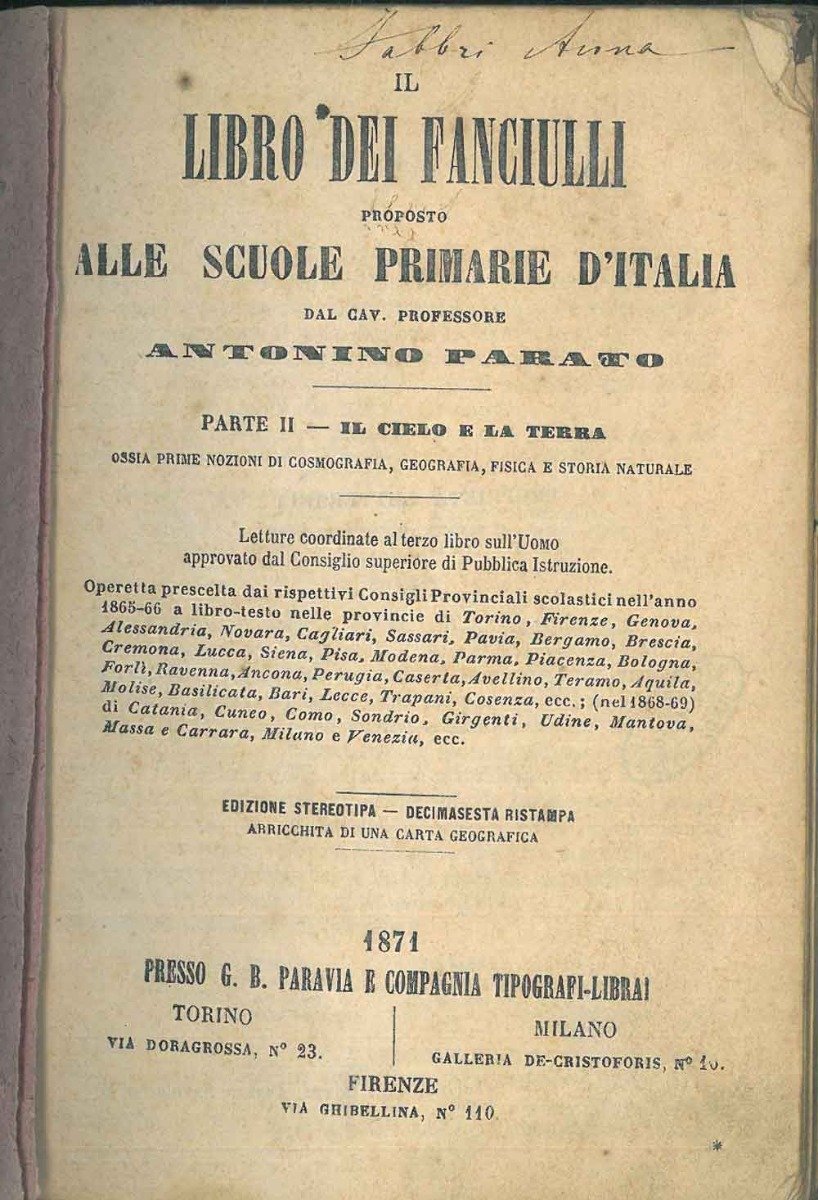 Fabbri Anna
IL
LIBRO DEI FANCIULLI
PROPOSTO
ALLE SCUOLE PRIMARIE D'ITALIA
DAL CAV. PROFESSORE
ANTONINO PARATO
PARTE II — IL CIELO E LA TERRA
OSSIA PRIME NOZIONI DI COSMOGRAFIA, GEOGRAFIA, FISICA E STORIA NATURALE
Letture coordinate al terzo libro sull'UOMO
approvato dal Consiglio superiore di Pubblica Istruzione.
Operetta prescelta dai rispettivi Consigli Provinciali scolastici nell'anno
1865-66 a libro-testo nelle provincie di Torino, Firenze, Genova,
Alessandria, Novara, Cagliari, Sassari, Pavia, Bergamo, Brescia,
Cremona, Lucca, Siena, Pisa, Modena, Parma, Piacenza, Bologna,
Forlì, Ravenna, Ancona, Perugia, Caserta, Avellino, Teramo, Aquila,
Molise, Basilicata, Bari, Lecce, Trapani, Cosenza, ecc.; (nel 1868-69)
di Catania, Cuneo, Como, Sondrio, Girgenti, Udine, Mantova,
Massa e Carrara, Milano e Venezia, ecc.
EDIZIONE STEREOTIPA — DECIMASESTA RISTAMPA
ARRICCHITA DI UNA CARTA GEOGRAFICA
1871
PRESSO G. B. PARAVIA E COMPAGNIA TIPOGRAFI-LIBRAI
TORINO
VIA DORAGROSSA, N° 23.
MILANO
GALLERIA DE-CRISTOFORIS, N°
FIRENZE
VIA GHIBELLINA, N° 110
*